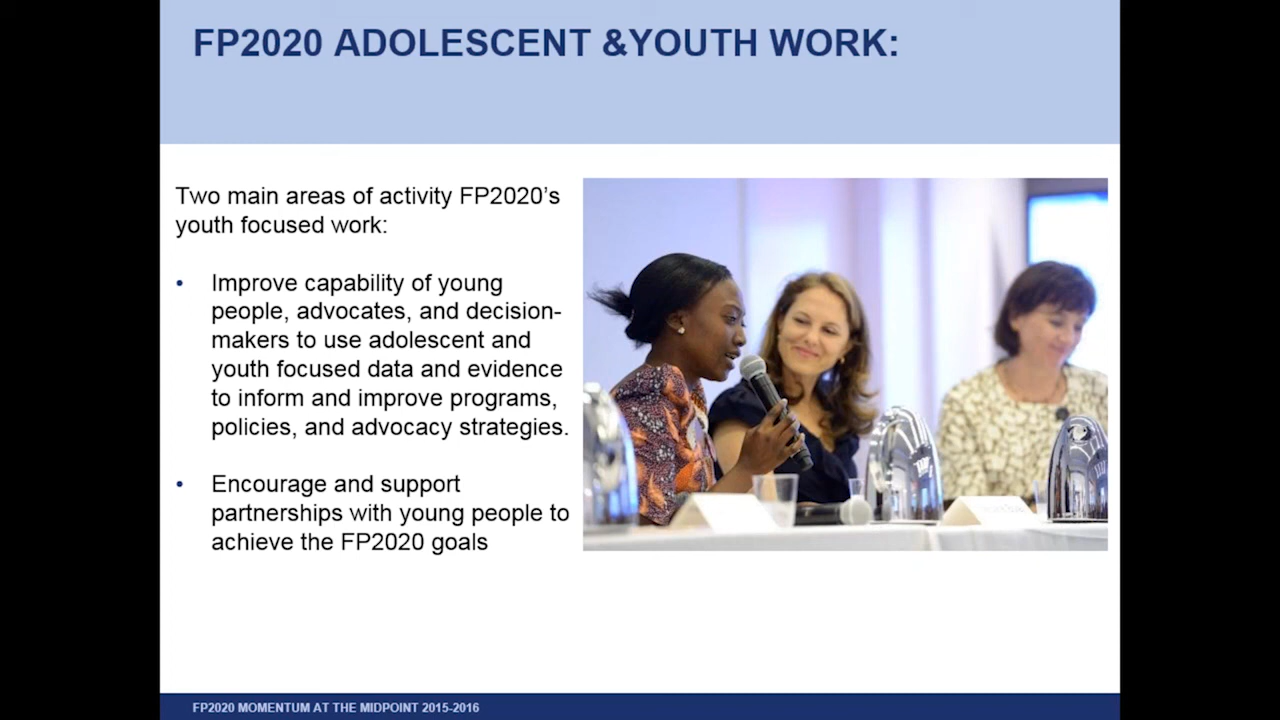 FP2020 ADOLESCENT &YOUTH WORK:
Two main areas of activity FP2020's
youth focused work:
• Improve capability of young
people, advocates, and decision-
makers to use adolescent and
youth focused data and evidence
to inform and improve programs,
policies, and advocacy strategies.
• Encourage and support
partnerships with young people to
achieve the FP2020 goals
FP2020 MOMENTUM AT THE MIDPOINT 2015-2016